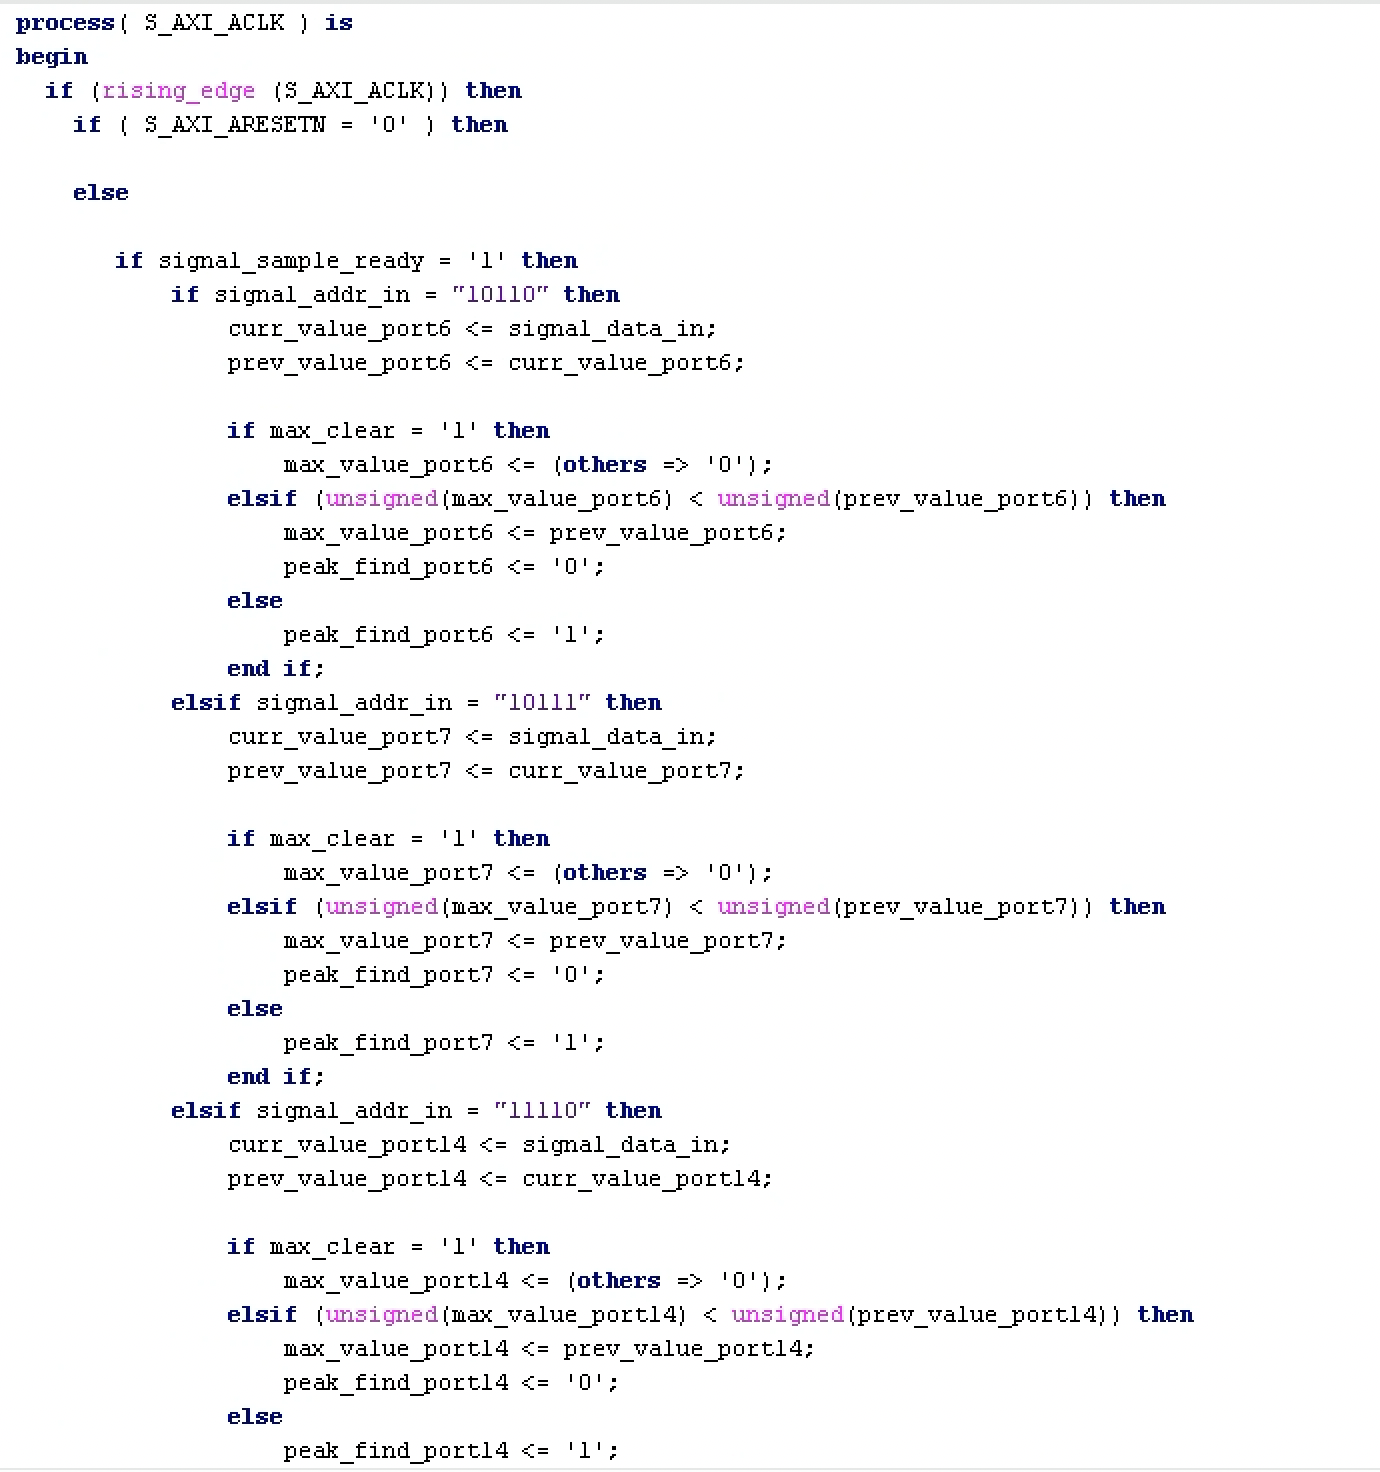 process( S_AXI_ACLK ) is
begin
if (rising_edge (S_AXI_ACLK)) then
if ( S_AXI_ARESETN = '0' ) then
else
if signal_sample_ready = '1' then
if signal_addr_in = "10110" then
curr_value_port6 <= signal_data_in;
prev_value_port6 <= curr_value_port6;
if max_clear = '1' then
max_value_port6 <= (others => '0');
elsif (unsigned(max_value_port6) < unsigned(prev_value_port6)) then
max_value_port6 <= prev_value_port6;
peak_find_port6 <= '0';
else
peak_find_port6 <= '1';
end if;
elsif signal_addr_in = "10111" then
curr_value_port7 <= signal_data_in;
prev_value_port7 <= curr_value_port7;
if max_clear = '1' then
max_value_port7 <= (others => '0');
elsif (unsigned(max_value_port7) < unsigned(prev_value_port7)) then
max_value_port7 <= prev_value_port7;
peak_find_port7 <= '0';
else
peak_find_port7 <= '1';
end if;
elsif signal_addr_in = "11110" then
curr_value_port14 <= signal_data_in;
prev_value_port14 <= curr_value_port14;
if max_clear = '1' then
max_value_port14 <= (others => '0');
elsif (unsigned(max_value_port14) < unsigned(prev_value_port14)) then
max_value_port14 <= prev_value_port14;
peak_find_port14 <= '0';
else
peak_find_port14 <= '1';